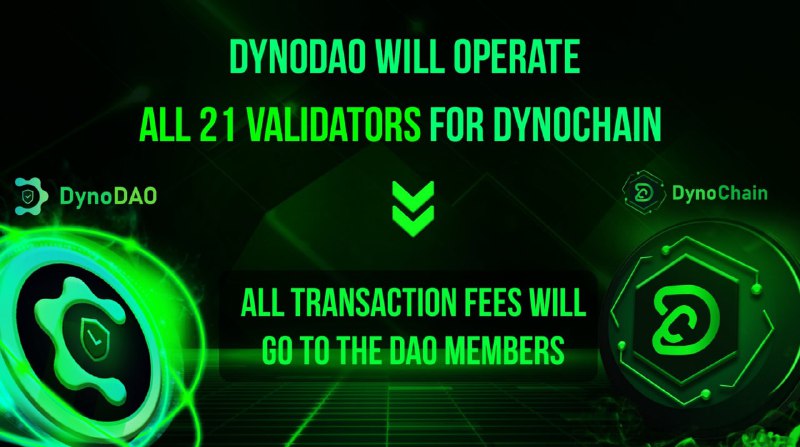 DYNODAO WILL OPERATE
ALL 21 VALIDATORS FOR DYNOCHAIN
DynoDAO
DynoChain
ALL TRANSACTION FEES WILL
GO TO THE DAO MEMBERS